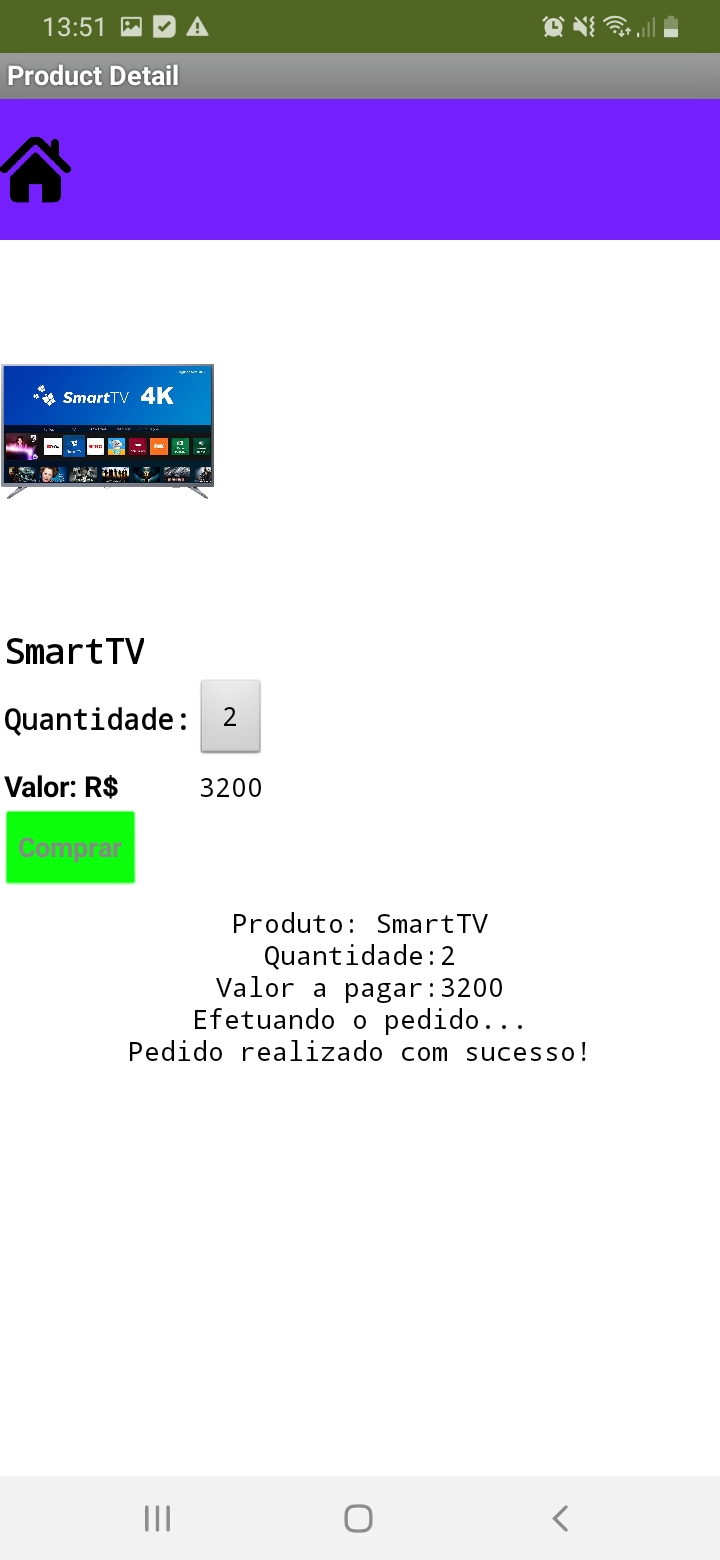 13:51
Product Detail
SmartTV 4K
SmartTV
Quantidade: 2
Valor: R$ 3200
Comprar
Produto: SmartTV
Quantidade:2
Valor a pagar:3200
Efetuando o pedido...
Pedido realizado com sucesso!